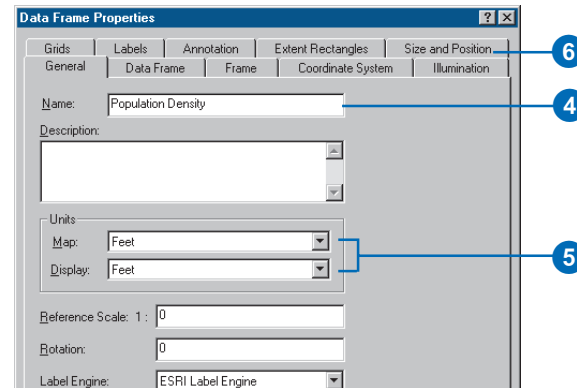 Data Frame Properties ? X
Grids Labels Annotation Extent Rectangles Size and Position 6
General Data Frame Frame Coordinate System Illumination
Name: Population Density 4
Description:
Units
Map: Feet
Display: Feet 5
Reference Scale: 1 : 0
Rotation: 0
Label Engine: ESRI Label Engine